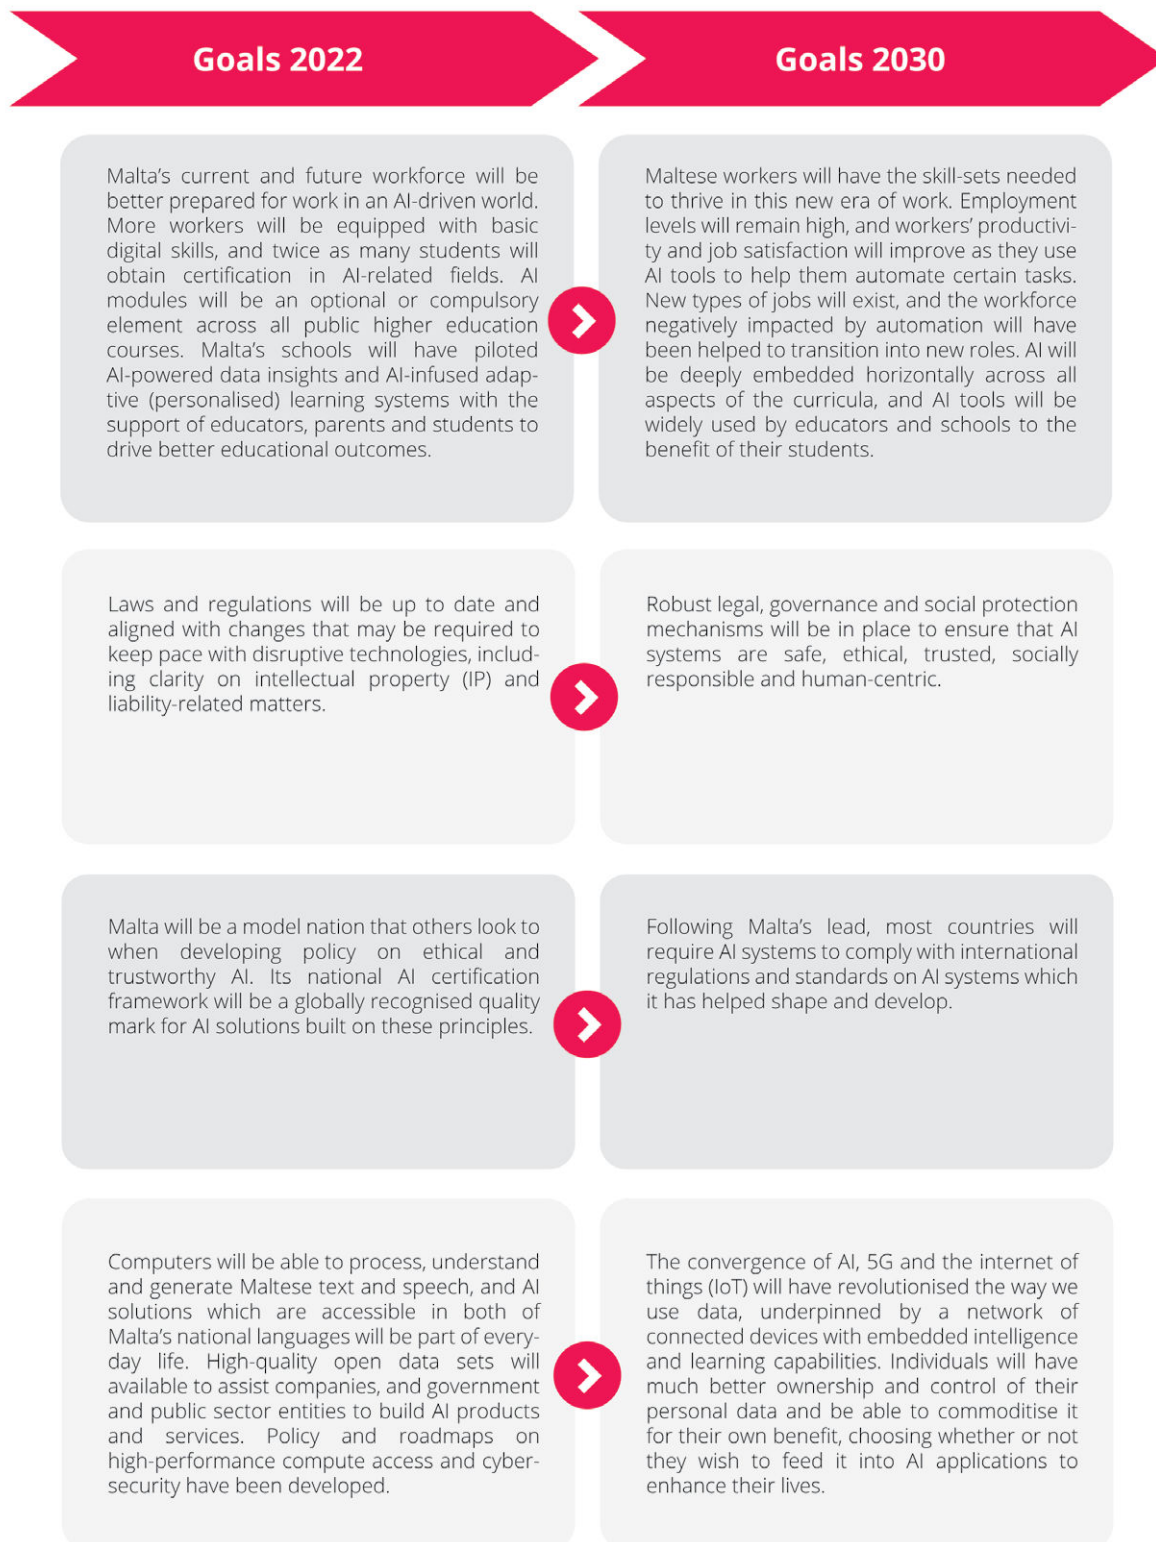 Goals 2022
Goals 2030
Malta's current and future workforce will be
better prepared for work in an AI-driven world.
More workers will be equipped with basic
digital skills, and twice as many students will
obtain certification in AI-related fields. AI
modules will be an optional or compulsory
element across all public higher education
courses. Malta's schools will have piloted
AI-powered data insights and AI-infused adap-
tive (personalised) learning systems with the
support of educators, parents and students to
drive better educational outcomes.
Maltese workers will have the skill-sets needed
to thrive in this new era of work. Employment
levels will remain high, and workers' productivi-
ty and job satisfaction will improve as they use
AI tools to help them automate certain tasks.
New types of jobs will exist, and the workforce
negatively impacted by automation will have
been helped to transition into new roles. AI will
be deeply embedded horizontally across all
aspects of the curricula, and AI tools will be
widely used by educators and schools to the
benefit of their students.
Laws and regulations will be up to date and
aligned with changes that may be required to
keep pace with disruptive technologies, includ-
ing clarity on intellectual property (IP) and
liability-related matters.
Robust legal, governance and social protection
mechanisms will be in place to ensure that AI
systems are safe, ethical, trusted, socially
responsible and human-centric.
Malta will be a model nation that others look to
when developing policy on ethical and
trustworthy AI. Its national AI certification
framework will be a globally recognised quality
mark for AI solutions built on these principles.
Following Malta's lead, most countries will
require AI systems to comply with international
regulations and standards on AI systems which
it has helped shape and develop.
Computers will be able to process, understand
and generate Maltese text and speech, and AI
solutions which are accessible in both of
Malta's national languages will be part of every-
day life. High-quality open data sets will
available to assist companies, and government
and public sector entities to build AI products
and services. Policy and roadmaps on
high-performance compute access and cyber-
security have been developed.
The convergence of AI, 5G and the internet of
things (IoT) will have revolutionised the way we
use data, underpinned by a network of
connected devices with embedded intelligence
and learning capabilities. Individuals will have
much better ownership and control of their
personal data and be able to commoditise it
for their own benefit, choosing whether or not
they wish to feed it into AI applications to
enhance their lives.